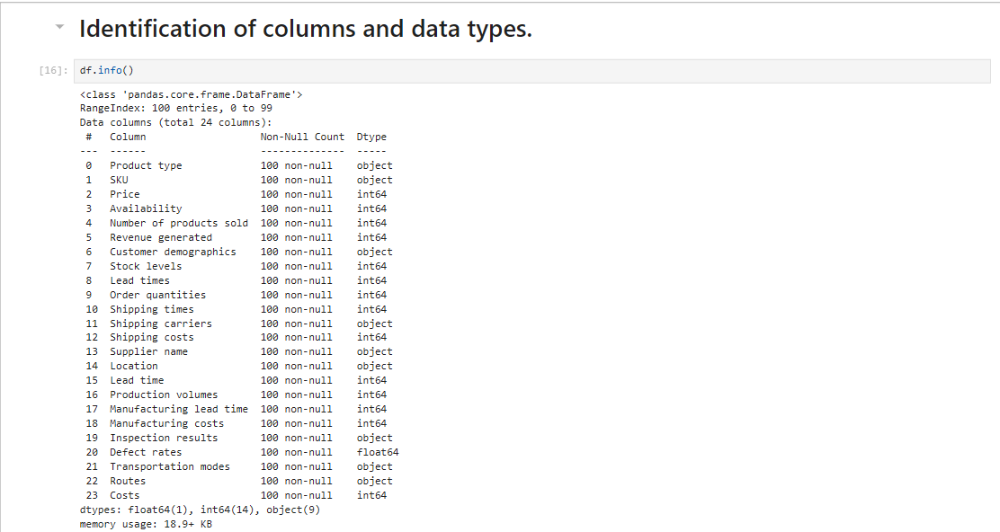 Identification of columns and data types.
[16]: df.info()
<class 'pandas.core.frame.DataFrame'>
RangeIndex: 100 entries, 0 to 99
Data columns (total 24 columns):
 #   Column                   Non-Null Count  Dtype
---  ------                   --------------  -----
 0   Product type             100 non-null    object
 1   SKU                      100 non-null    object
 2   Price                    100 non-null    int64
 3   Availability             100 non-null    int64
 4   Number of products sold  100 non-null    int64
 5   Revenue generated        100 non-null    int64
 6   Customer demographics    100 non-null    object
 7   Stock levels             100 non-null    int64
 8   Lead times               100 non-null    int64
 9   Order quantities         100 non-null    int64
 10  Shipping times           100 non-null    int64
 11  Shipping carriers        100 non-null    object
 12  Shipping costs           100 non-null    int64
 13  Supplier name            100 non-null    object
 14  Location                 100 non-null    object
 15  Lead time                100 non-null    int64
 16  Production volumes       100 non-null    int64
 17  Manufacturing lead time  100 non-null    int64
 18  Manufacturing costs      100 non-null    int64
 19  Inspection results       100 non-null    object
 20  Defect rates             100 non-null    float64
 21  Transportation modes     100 non-null    object
 22  Routes                   100 non-null    object
 23  Costs                    100 non-null    int64
dtypes: float64(1), int64(14), object(9)
memory usage: 18.9+ KB